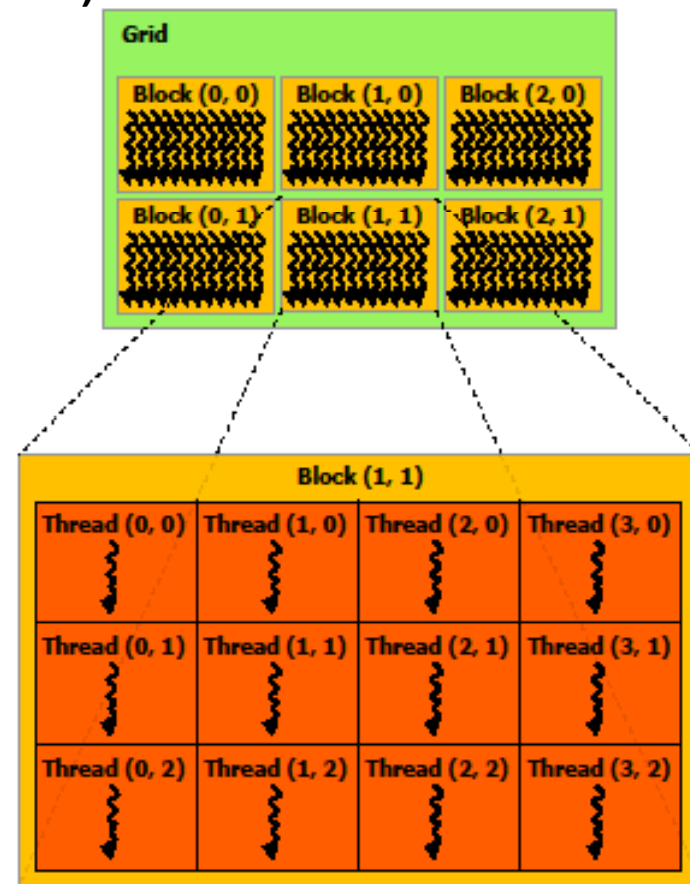 )
Grid
Block (0, 0) Block (1, 0) Block (2, 0)
Block (0, 1) Block (1, 1) Block (2, 1)
Block (1, 1)
Thread (0, 0) Thread (1, 0) Thread (2, 0) Thread (3, 0)
Thread (0, 1) Thread (1, 1) Thread (2, 1) Thread (3, 1)
Thread (0, 2) Thread (1, 2) Thread (2, 2) Thread (3, 2)